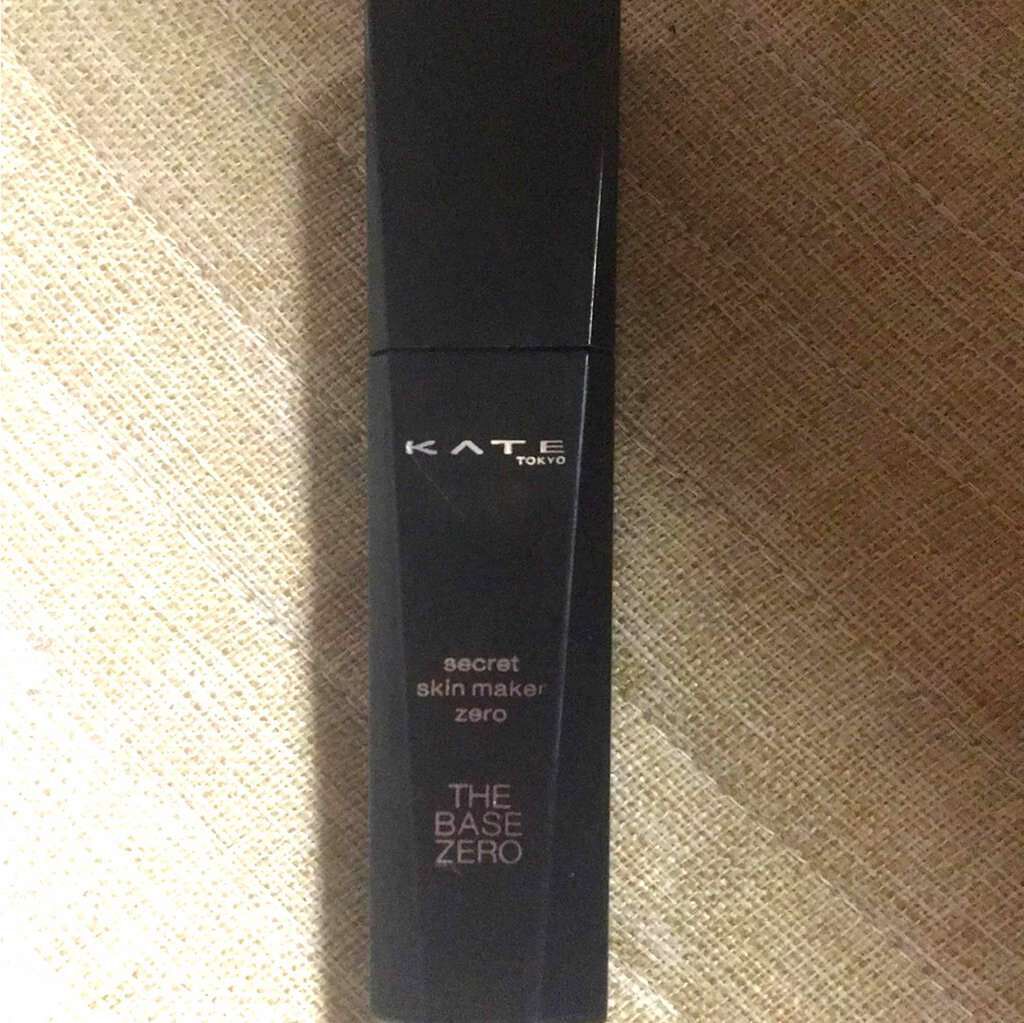 KATE
TOKYO
secret
skin maker
zero
THE
BASE
ZERO